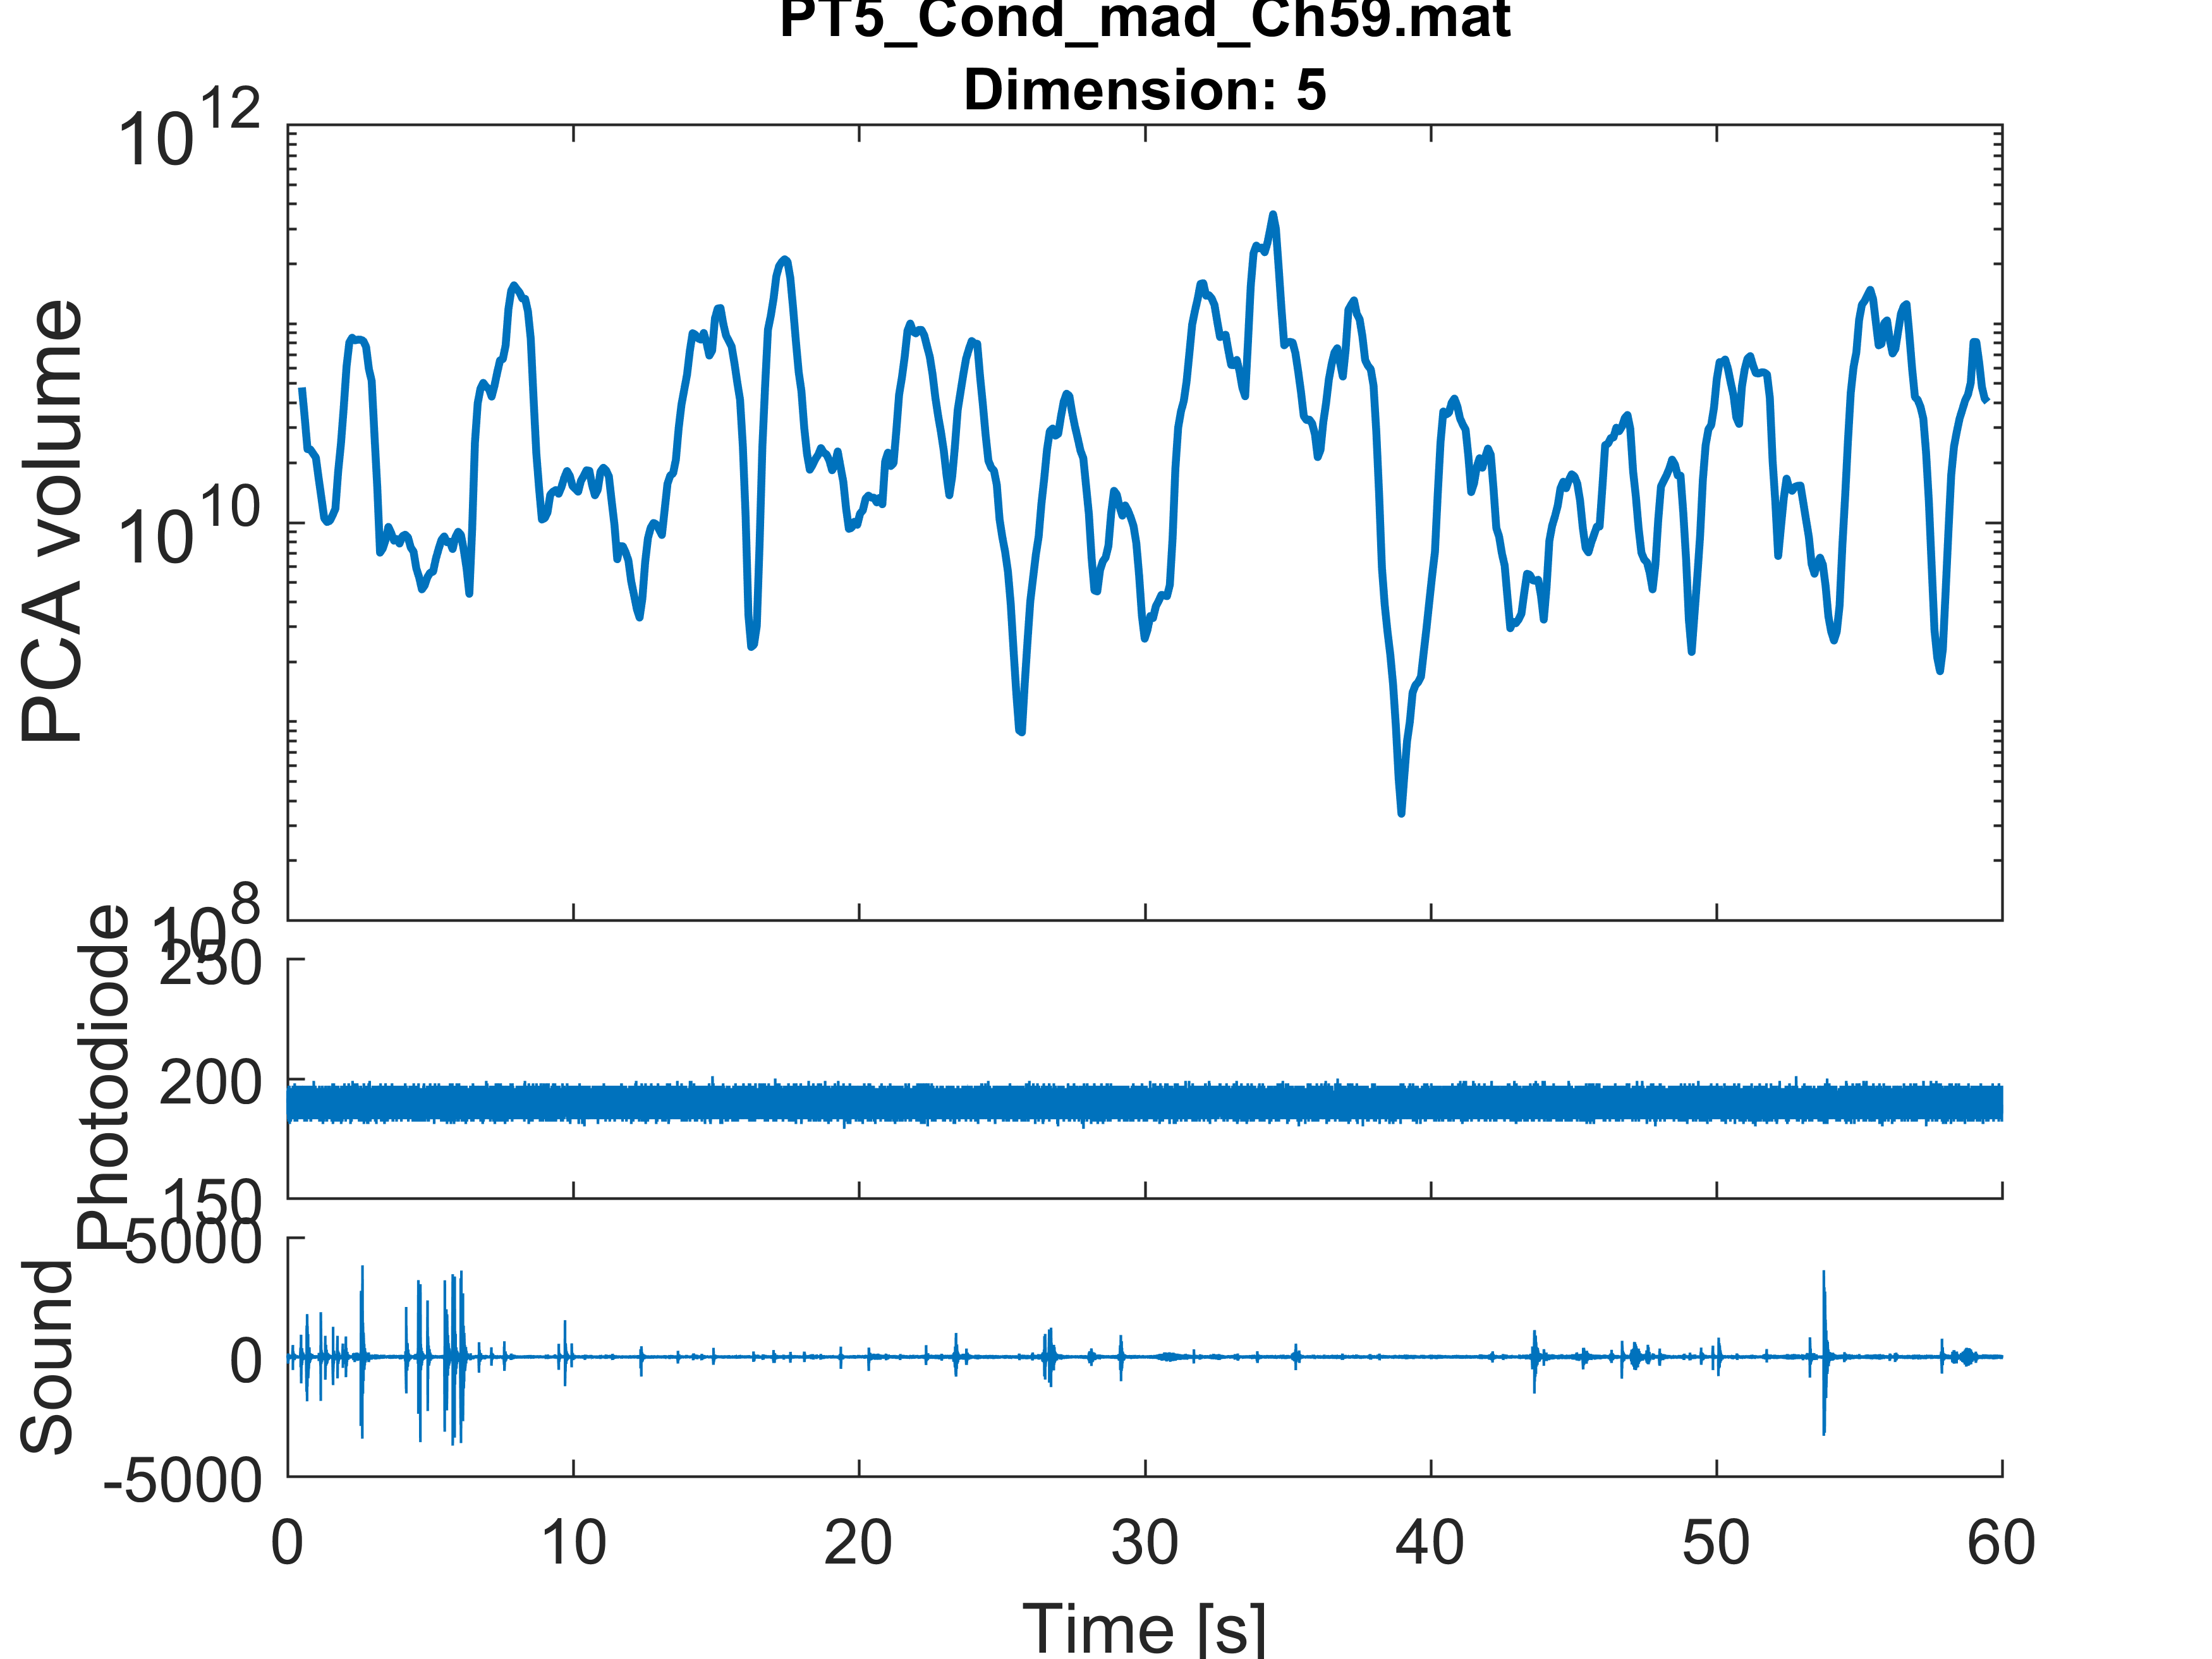 PT5_Cond_mad_Ch59.mat
Dimension: 5
10^12
10^10
10^8
PCA volume
250
200
150
Photodiode
5000
0
-5000
Sound
0 10 20 30 40 50 60
Time [s]